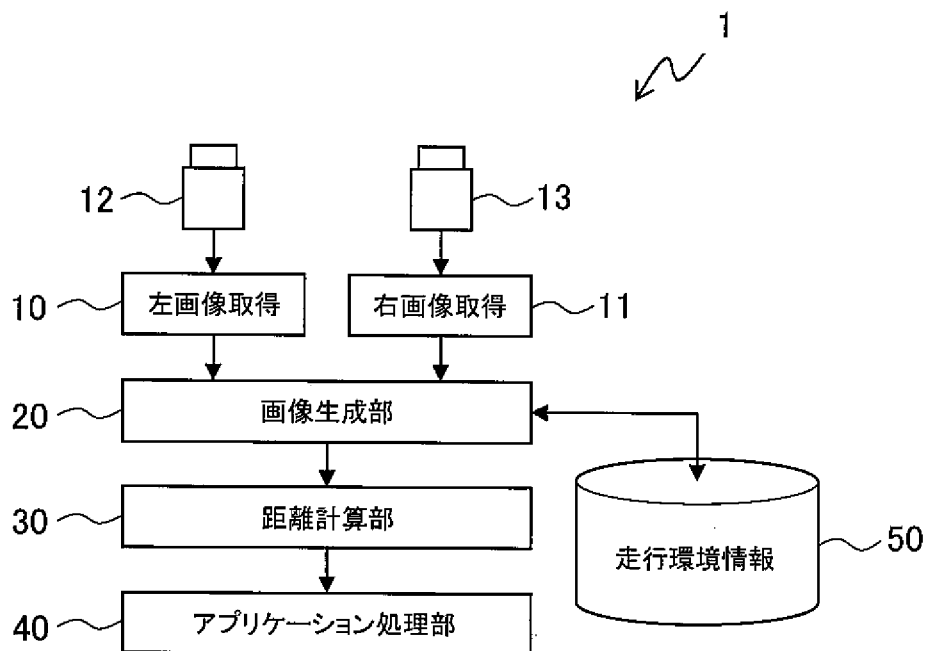 1
12
13
10
左画像取得
右画像取得
11
20
画像生成部
30
距離計算部
走行環境情報
50
40
アプリケーション処理部